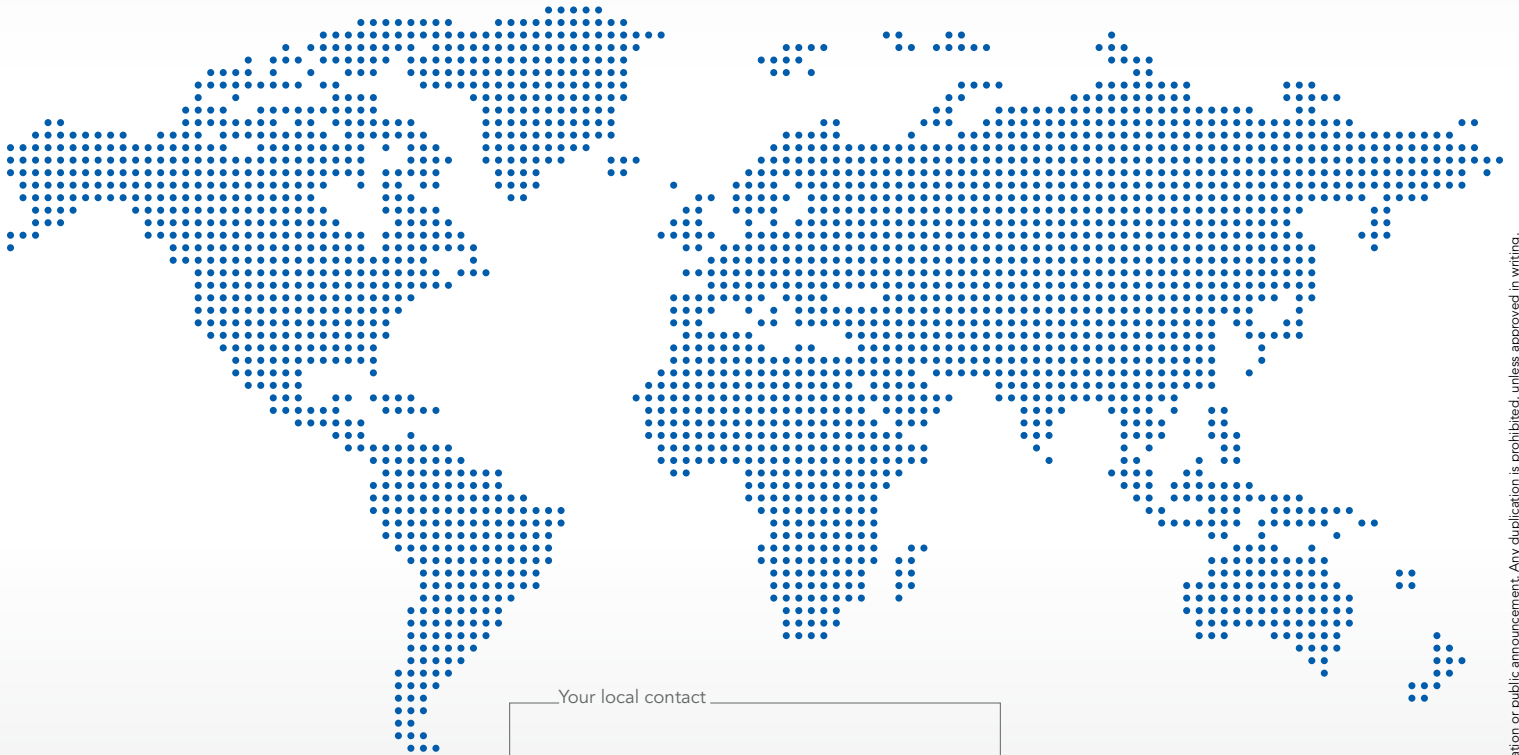 Your local contact
ation or public announcement. Any duplication is prohibited, unless approved in writing.